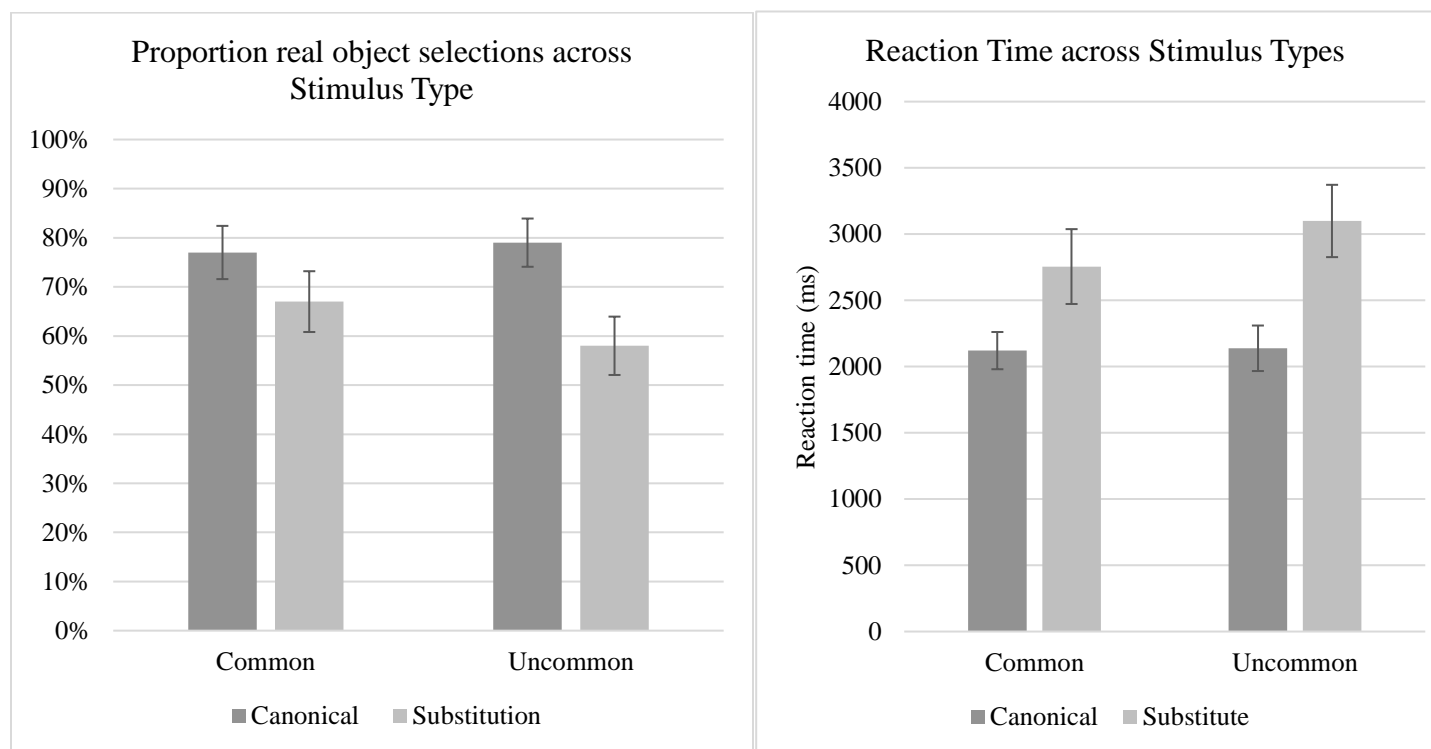 Proportion real object selections across
Stimulus Type
100%
90%
80%
70%
60%
50%
40%
30%
20%
10%
0%
Common Uncommon
Canonical Substitution
Reaction Time across Stimulus Types
Reaction time (ms)
4000
3500
3000
2500
2000
1500
1000
500
0
Common Uncommon
Canonical Substitute